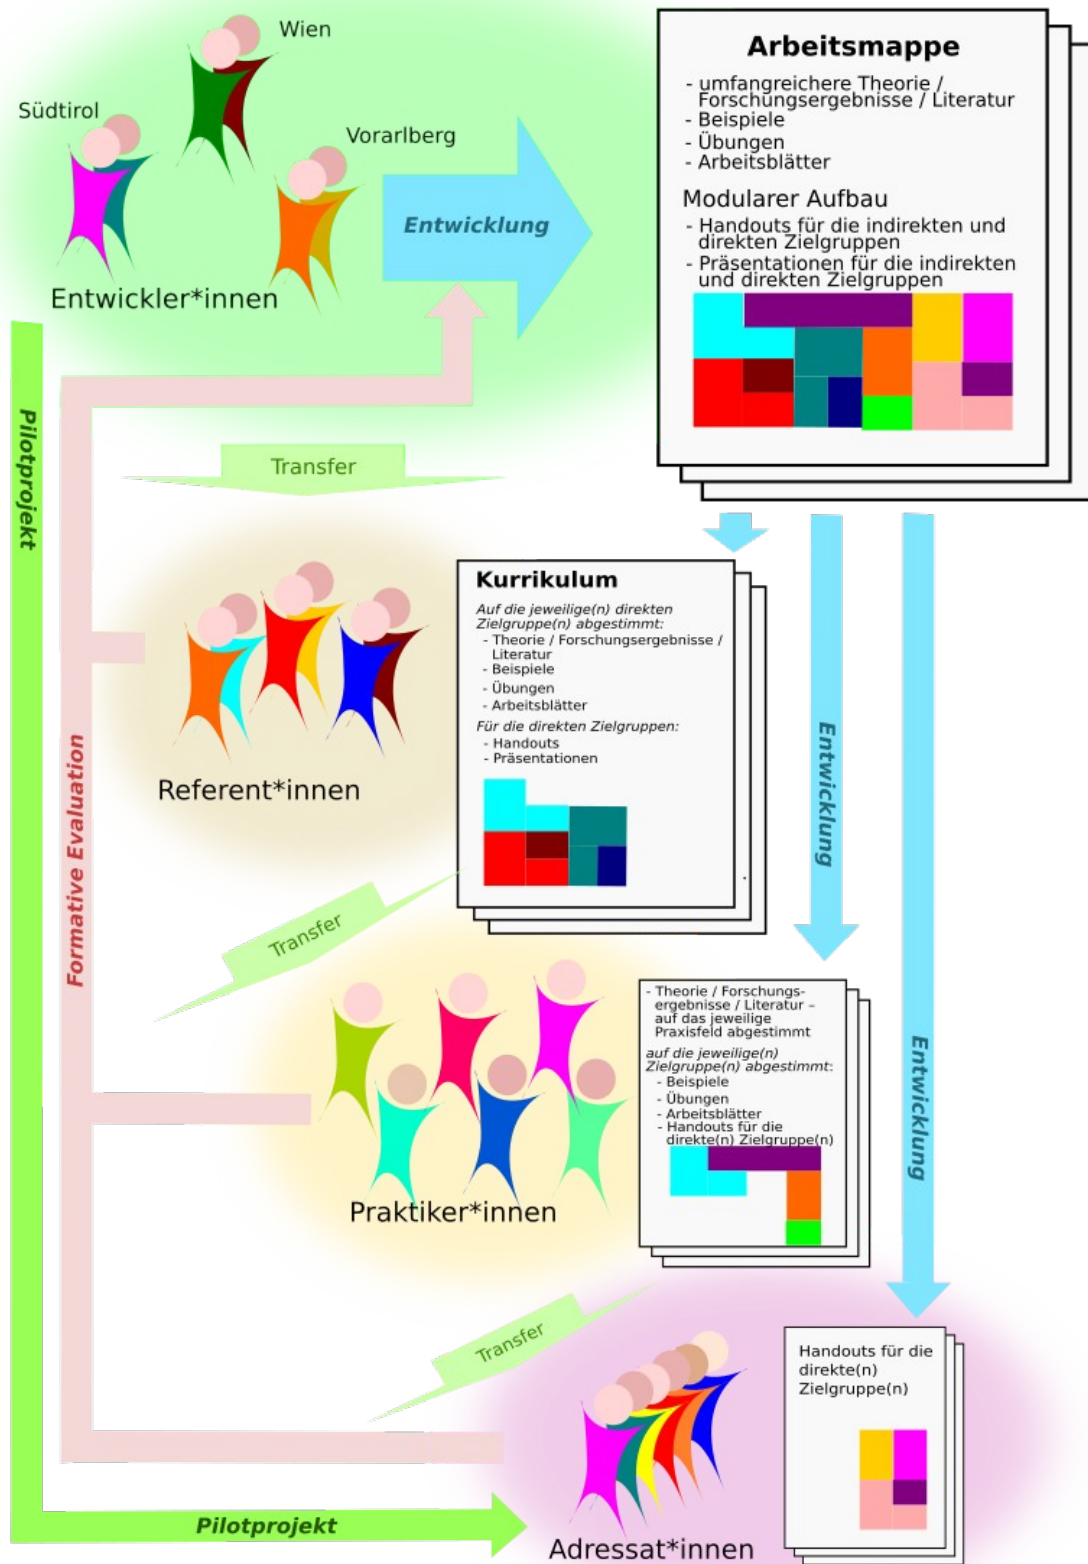 Wien
Südtirol
Vorarlberg
Entwickler*innen
Entwicklung
Arbeitsmappe
- umfangreichere Theorie /
Forschungsergebnisse / Literatur
- Beispiele
- Übungen
- Arbeitsblätter
Modularer Aufbau
- Handouts für die indirekten und
direkten Zielgruppen
- Präsentationen für die indirekten
und direkten Zielgruppen
Pilotprojekt
Transfer
Formative Evaluation
Referent*innen
Kurrikulum
Auf die jeweilige(n) direkten
Zielgruppe(n) abgestimmt:
- Theorie / Forschungsergebnisse /
Literatur
- Beispiele
- Übungen
- Arbeitsblätter
Für die direkten Zielgruppen:
- Handouts
- Präsentationen
.
Entwicklung
Transfer
Praktiker*innen
- Theorie / Forschungs-
ergebnisse / Literatur –
auf das jeweilige
Praxisfeld abgestimmt
auf die jeweilige(n)
Zielgruppe(n) abgestimmt:
- Beispiele
- Übungen
- Arbeitsblätter
- Handouts für die
direkte(n) Zielgruppe(n)
Entwicklung
Transfer
Handouts für die
direkte(n)
Zielgruppe(n)
Pilotprojekt
Adressat*innen